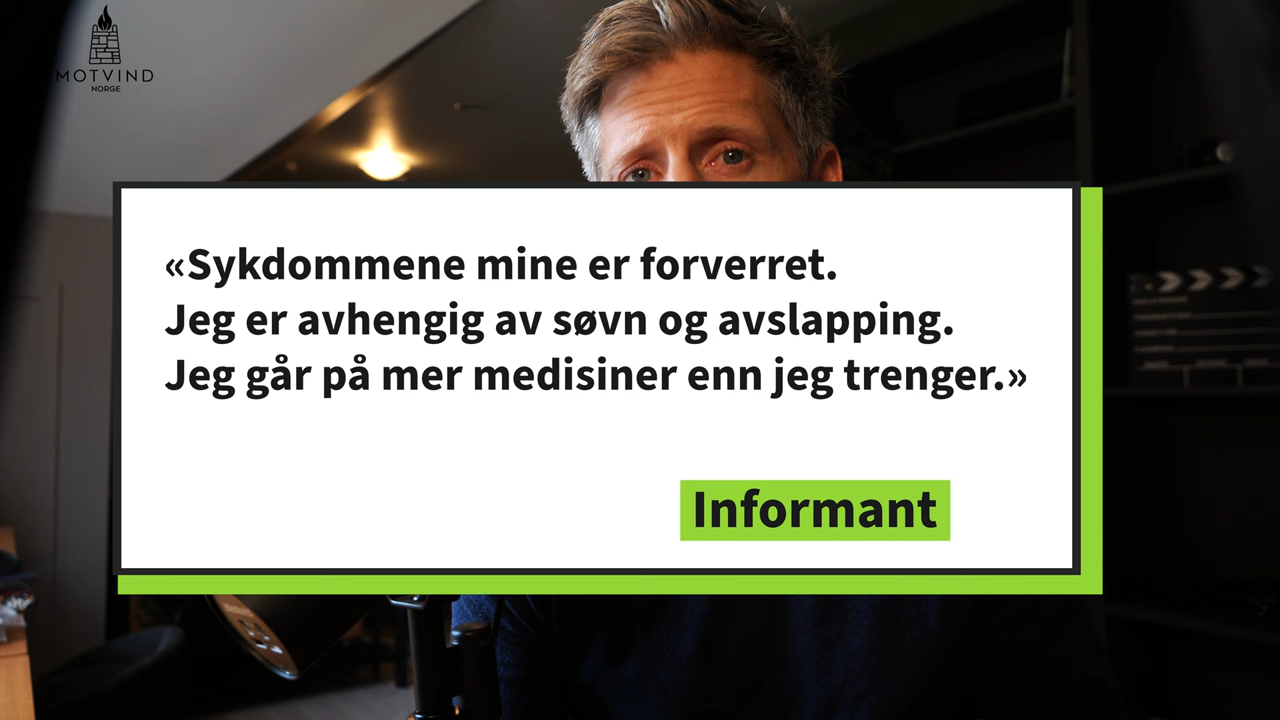 MOTVIND
NORGE
«Sykdommene mine er forverret.
Jeg er avhengig av søvn og avslapping.
Jeg går på mer medisiner enn jeg trenger.»
Informant